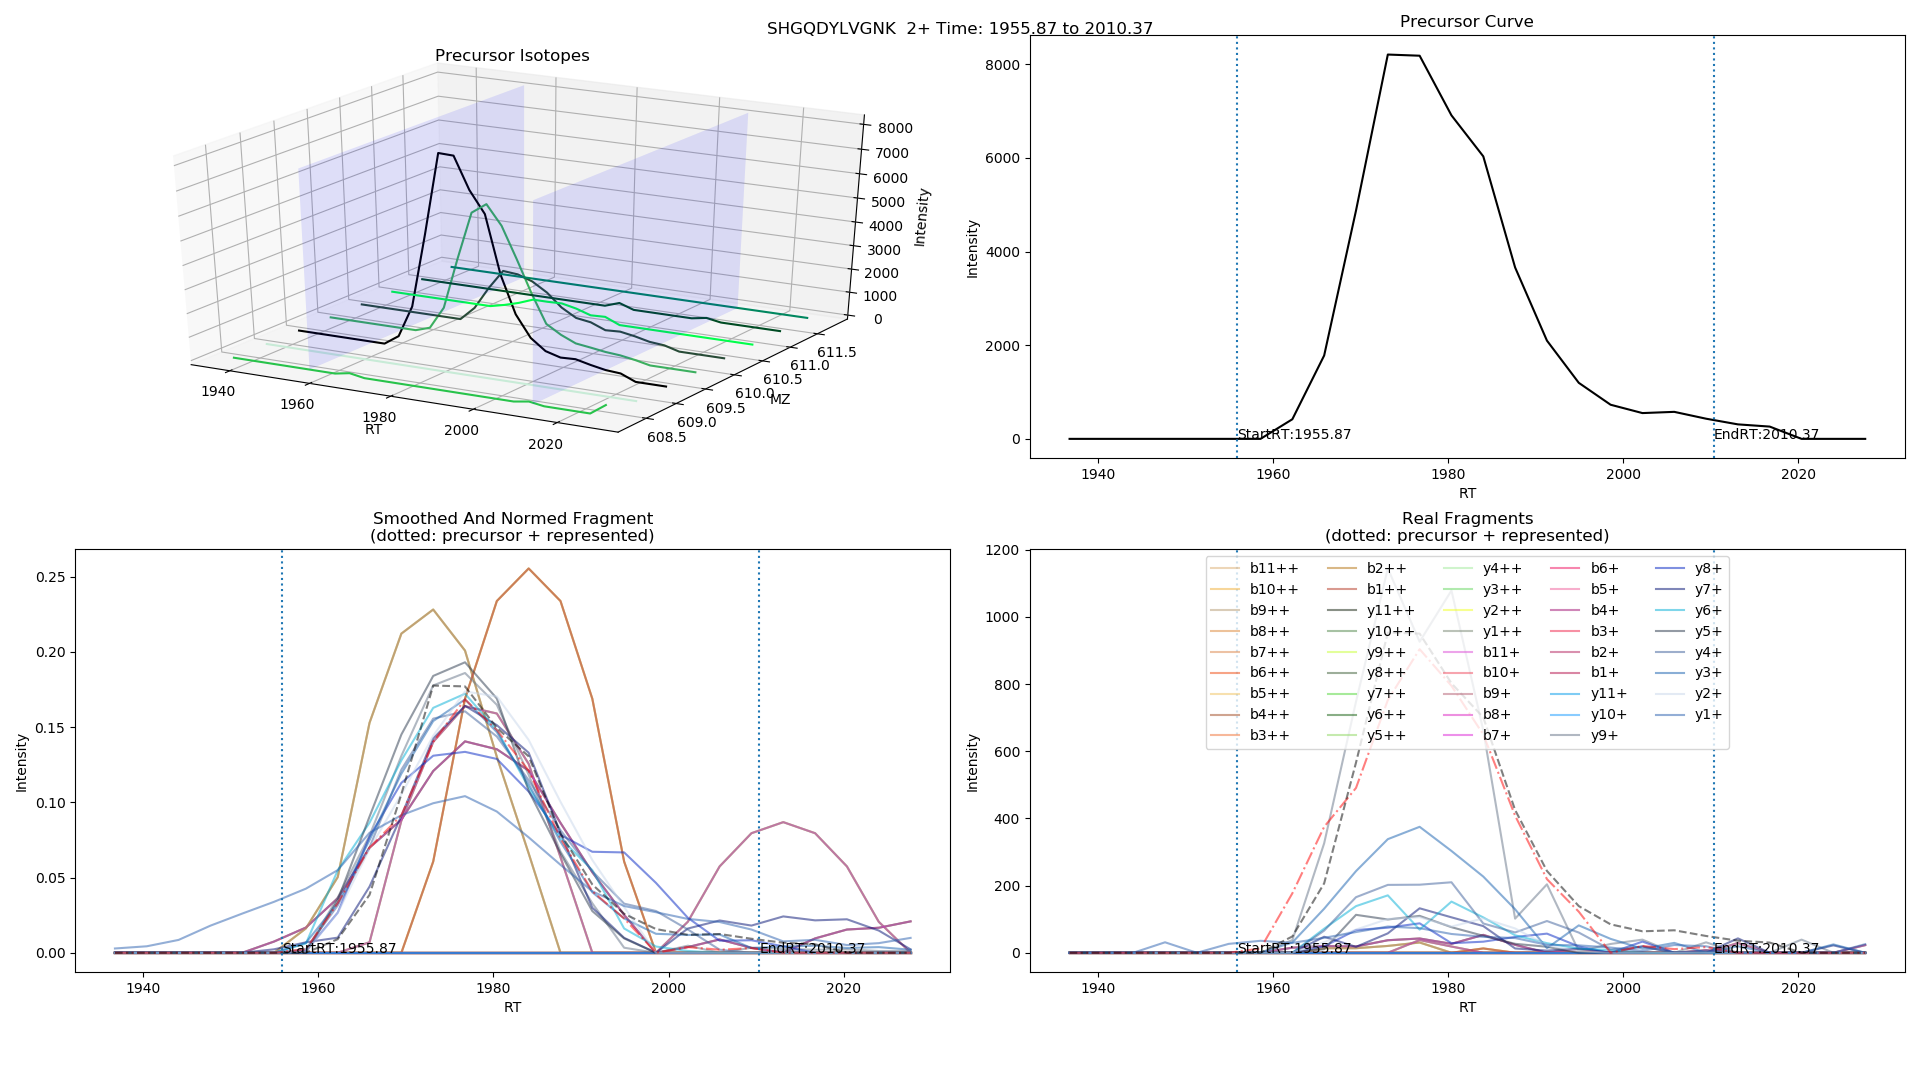 SHGQDYLVGNK 2+ Time: 1955.87 to 2010.37
Precursor Isotopes
8000
7000
6000
5000
4000
3000
2000
1000
0
Intensity
1940
1960
1980
2000
2020
RT
608.5
609.0
609.5
610.0
610.5
611.0
611.5
MZ
Precursor Curve
8000
6000
4000
2000
0
Intensity
StartRT:1955.87
EndRT:2010.37
1940 1960 1980 2000 2020
RT
Smoothed And Normed Fragment
(dotted: precursor + represented)
0.25
0.20
0.15
0.10
0.05
0.00
Intensity
StartRT:1955.87
EndRT:2010.37
1940 1960 1980 2000 2020
RT
Real Fragments
(dotted: precursor + represented)
1200
1000
800
600
400
200
0
Intensity
b11++ b2++ y4++ b6+ y8+
b10++ b1++ y3++ b5+ y7+
b9++ y11++ y2++ b4+ y6+
b8++ y10++ y1++ b3+ y5+
b7++ y9++ b11+ b2+ y4+
b6++ y8++ b10+ b1+ y3+
b5++ y7++ b9+ y11+ y2+
b4++ y6++ b8+ y10+ y1+
b3++ y5++ b7+ y9+
StartRT:1955.87
EndRT:2010.37
1940 1960 1980 2000 2020
RT